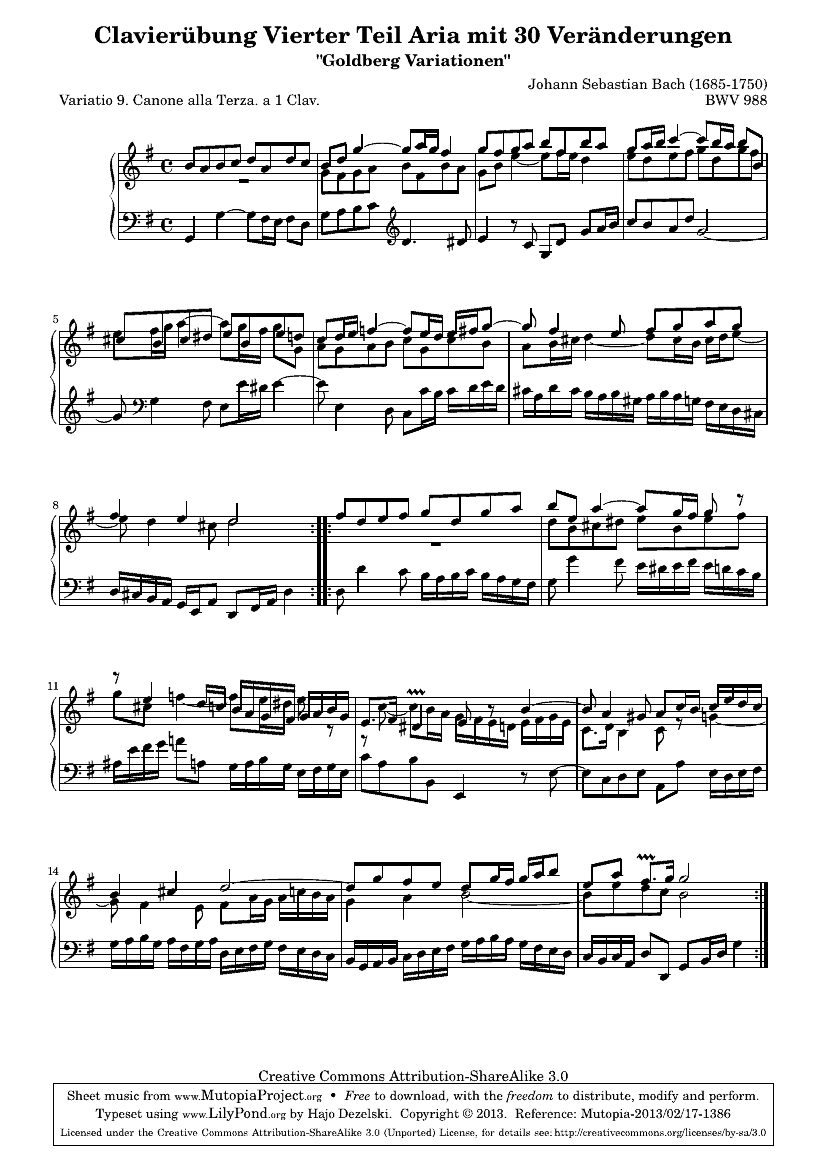 Clavierübung Vierter Teil Aria mit 30 Veränderungen
"Goldberg Variationen"
Johann Sebastian Bach (1685-1750)
Variatio 9. Canone alla Terza. a 1 Clav.
BWV 988
5
8
11
14
Creative Commons Attribution-ShareAlike 3.0
Sheet music from www.MutopiaProject.org • Free to download, with the freedom to distribute, modify and perform.
Typeset using www.LilyPond.org by Hajo Dezelski. Copyright © 2013. Reference: Mutopia-2013/02/17-1386
Licensed under the Creative Commons Attribution-ShareAlike 3.0 (Unported) License, for details see: http://creativecommons.org/licenses/by-sa/3.0